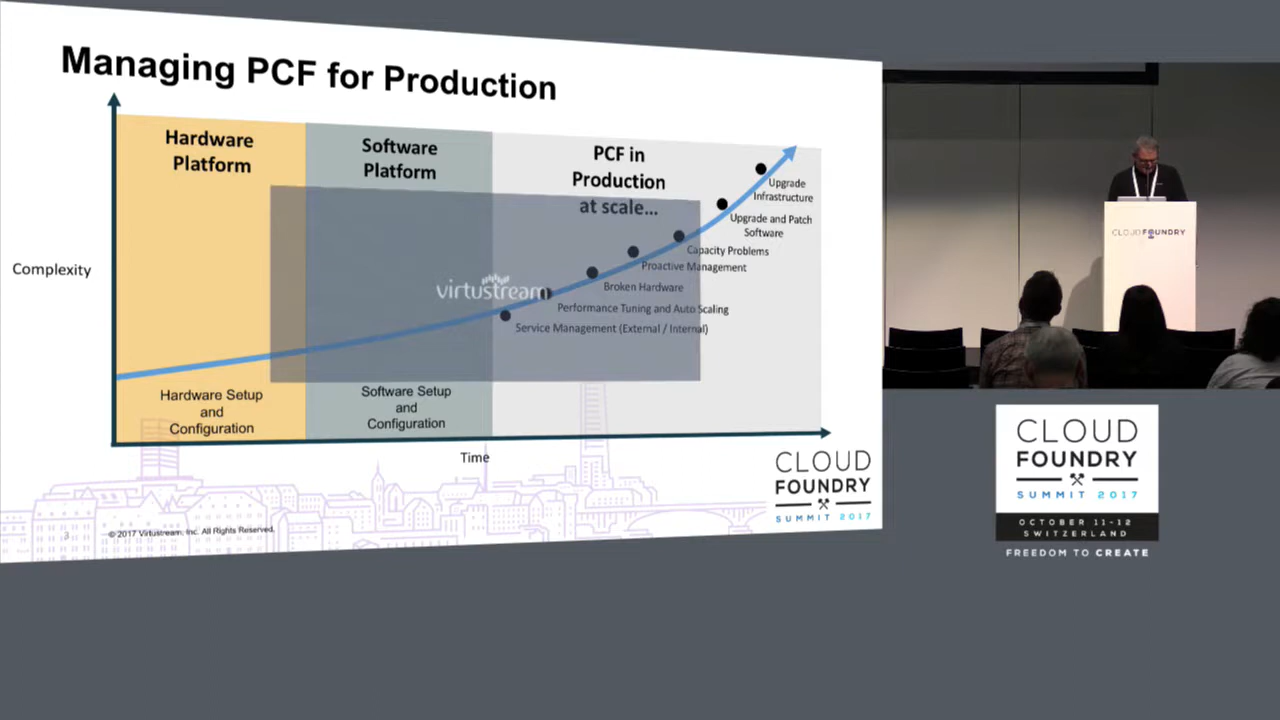 Managing PCF for Production
Hardware
Platform
Software
Platform
PCF in
Production
at scale...
Upgrade
Infrastructure
Upgrade and Patch
Software
Capacity Problems
Proactive Management
Broken Hardware
Performance Tuning and Auto Scaling
Service Management (External / Internal)
virtustream
Complexity
Hardware Setup
and
Configuration
Software Setup
and
Configuration
Time
CLOUD
FOUNDRY
SUMMIT 2017
3
© 2017 Virtustream, Inc. All Rights Reserved.
CLOUD FOUNDRY
CLOUD
FOUNDRY
SUMMIT 2017
OCTOBER 11-12
SWITZERLAND
FREEDOM TO CREATE